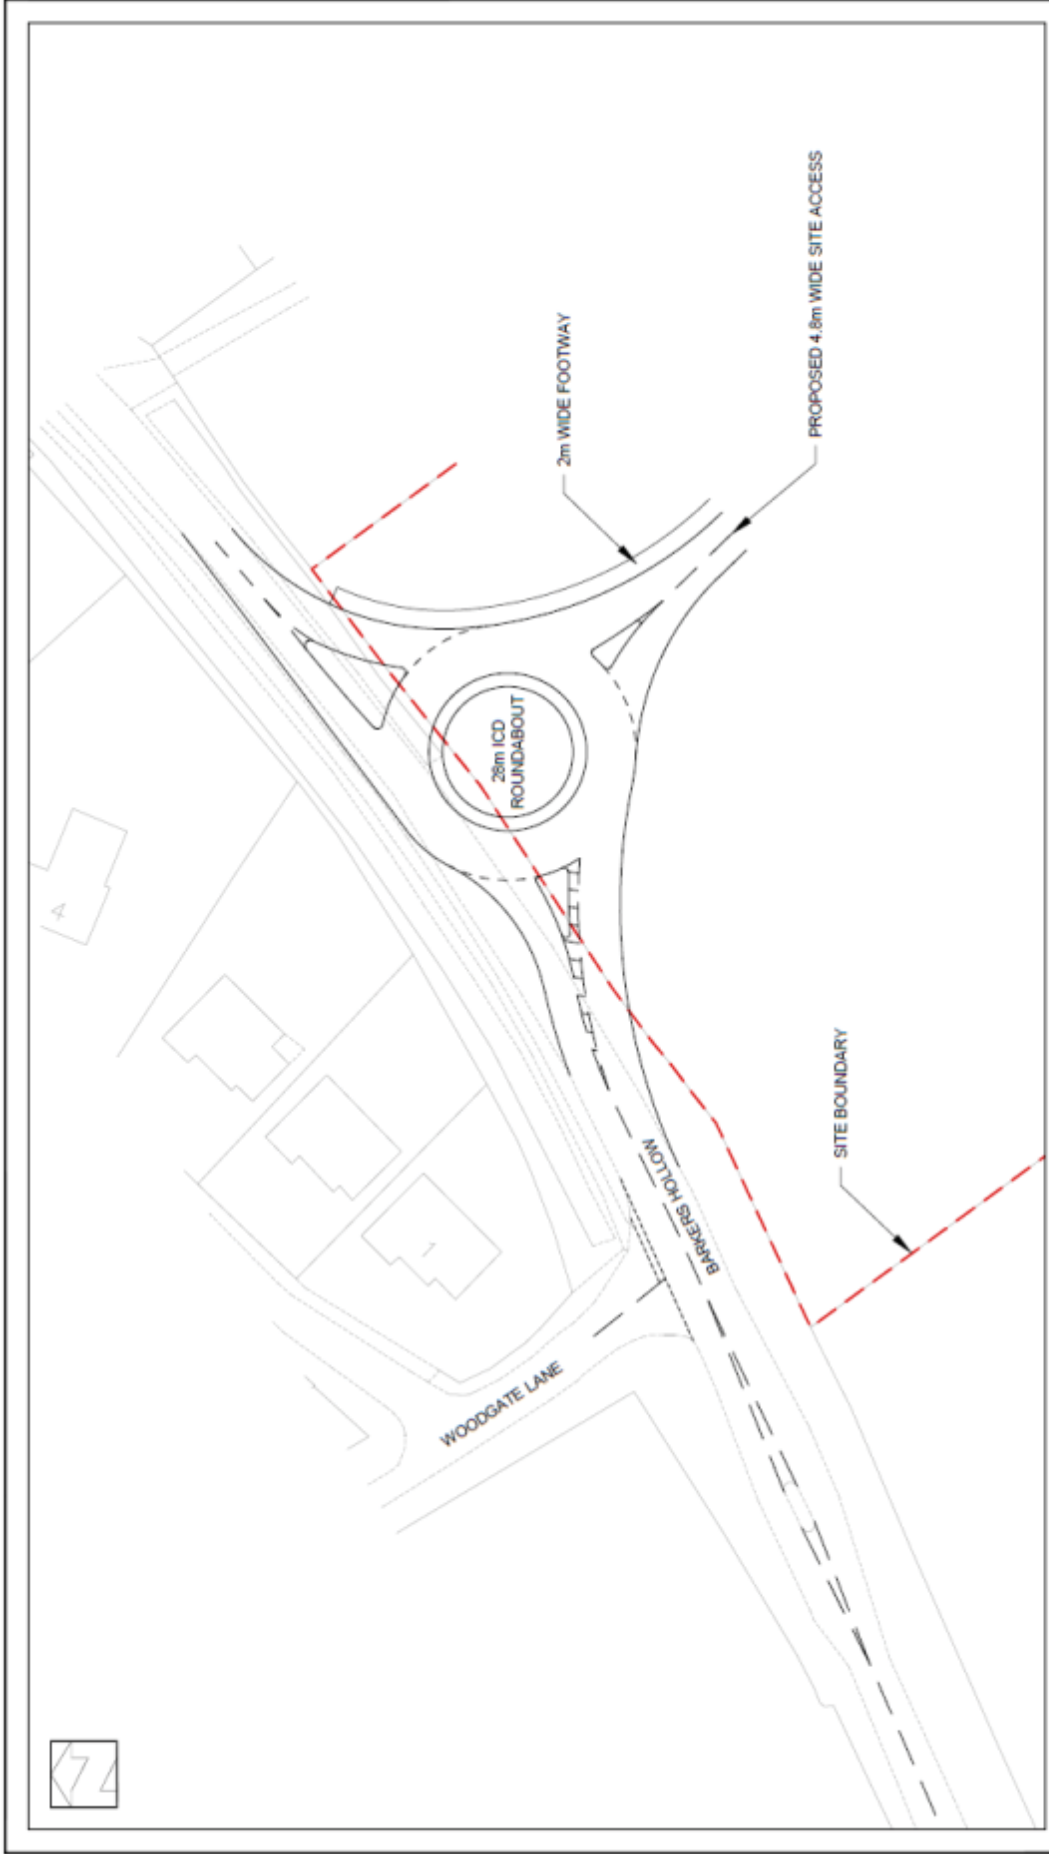 2m WIDE FOOTWAY
PROPOSED 4.8m WIDE SITE ACCESS
28m ICD
ROUNDABOUT
4
1
SITE BOUNDARY
BARKERS HOLLOW
WOODGATE LANE
N